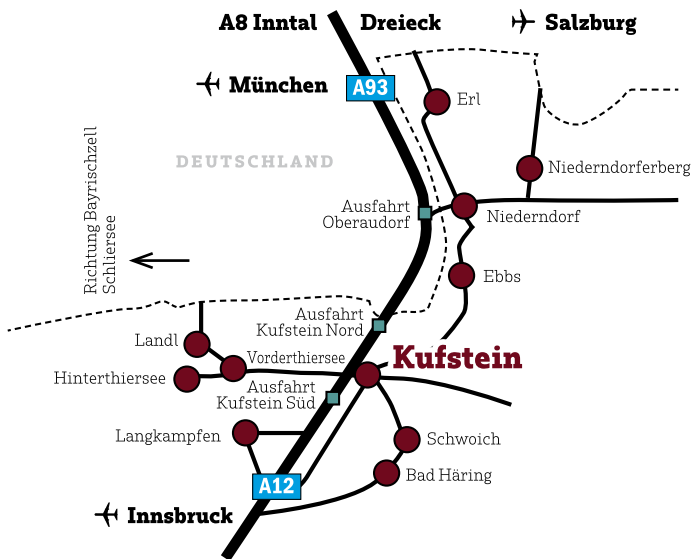 A8 Inntal Dreieck
Salzburg
München
A93
Erl
DEUTSCHLAND
Niederndorferberg
Richtung Bayrischzell
Schliersee
Ausfahrt
Oberaudorf
Niederndorf
Ebbs
Ausfahrt
Kufstein Nord
Landl
Vorderthiersee
Kufstein
Hinterthiersee
Ausfahrt
Kufstein Süd
Langkampfen
Schwoich
Bad Häring
A12
Innsbruck